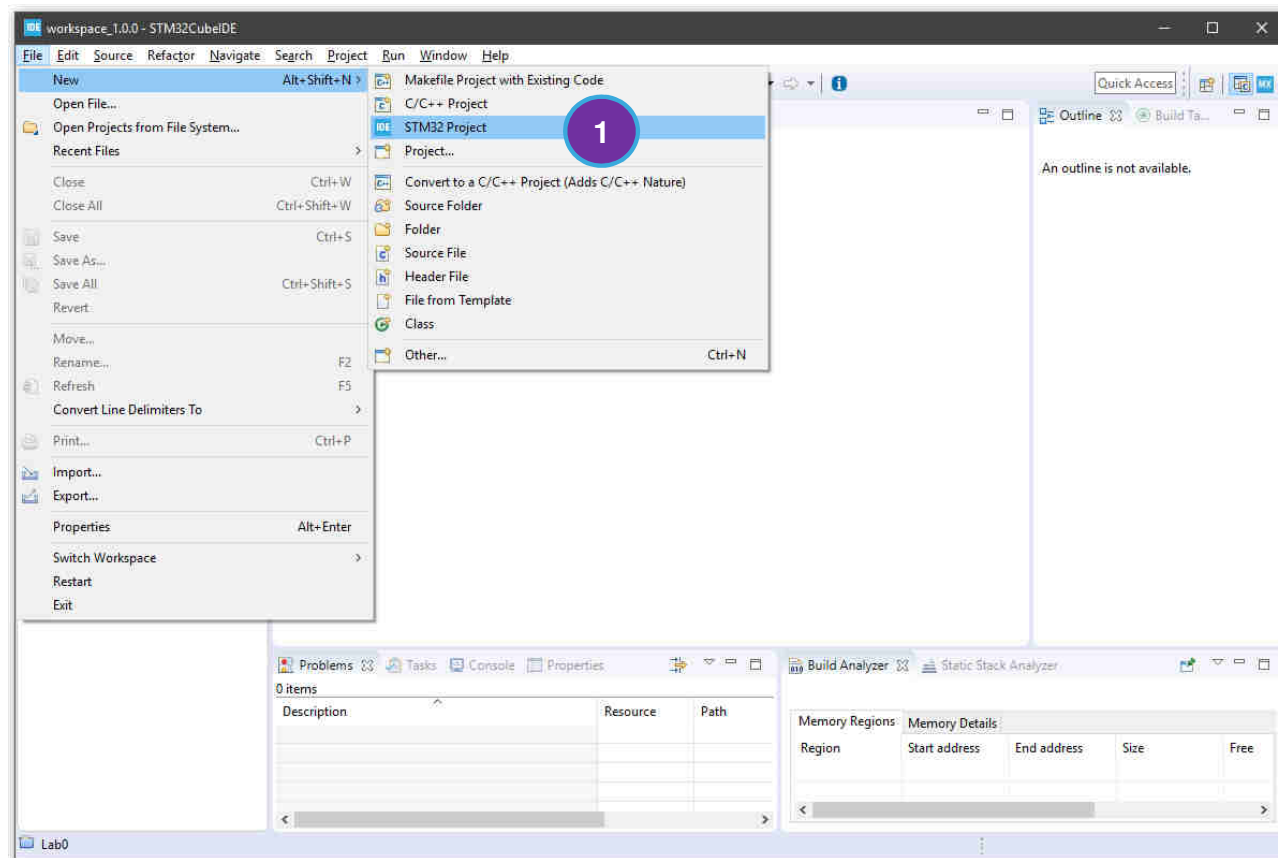 IDE workspace_1.0.0 - STM32CubeIDE
File Edit Source Refactor Navigate Search Project Run Window Help
New Alt+Shift+N >
Open File...
Open Projects from File System...
Recent Files >
Close Ctrl+W
Close All Ctrl+Shift+W
Save Ctrl+S
Save As...
Save All Ctrl+Shift+S
Revert
Move...
Rename... F2
Refresh F5
Convert Line Delimiters To >
Print... Ctrl+P
Import...
Export...
Properties Alt+Enter
Switch Workspace >
Restart
Exit
Makefile Project with Existing Code
C/C++ Project
IDE STM32 Project
1
Project...
Convert to a C/C++ Project (Adds C/C++ Nature)
Source Folder
Folder
Source File
Header File
File from Template
Class
Other... Ctrl+N
Quick Access
MX
Outline Build Ta...
An outline is not available.
Problems Tasks Console Properties
0 items
Description Resource Path
Build Analyzer Static Stack Analyzer
Memory Regions Memory Details
Region Start address End address Size Free
Lab0